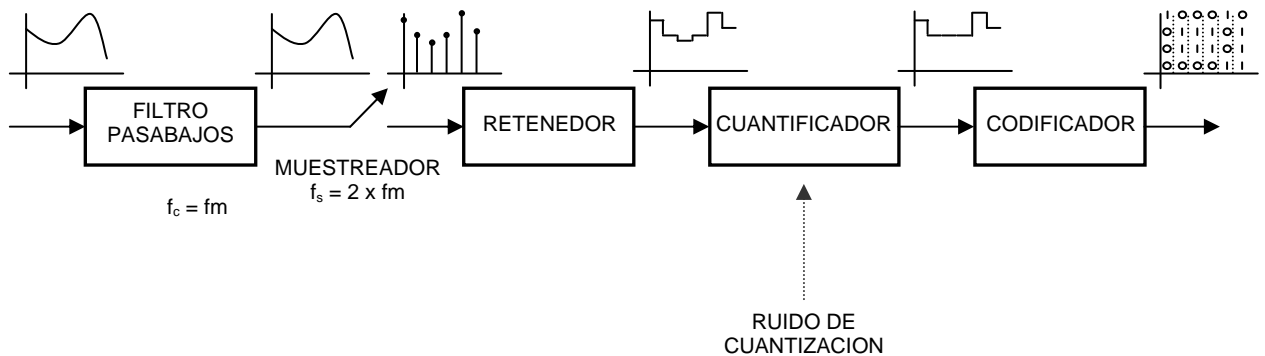 I O O O I O
O I I I O I
O O O O I I
FILTRO
PASABAJOS
RETENEDOR
CUANTIFICADOR
CODIFICADOR
MUESTREADOR
fs = 2 x fm
fc = fm
RUIDO DE
CUANTIZACION